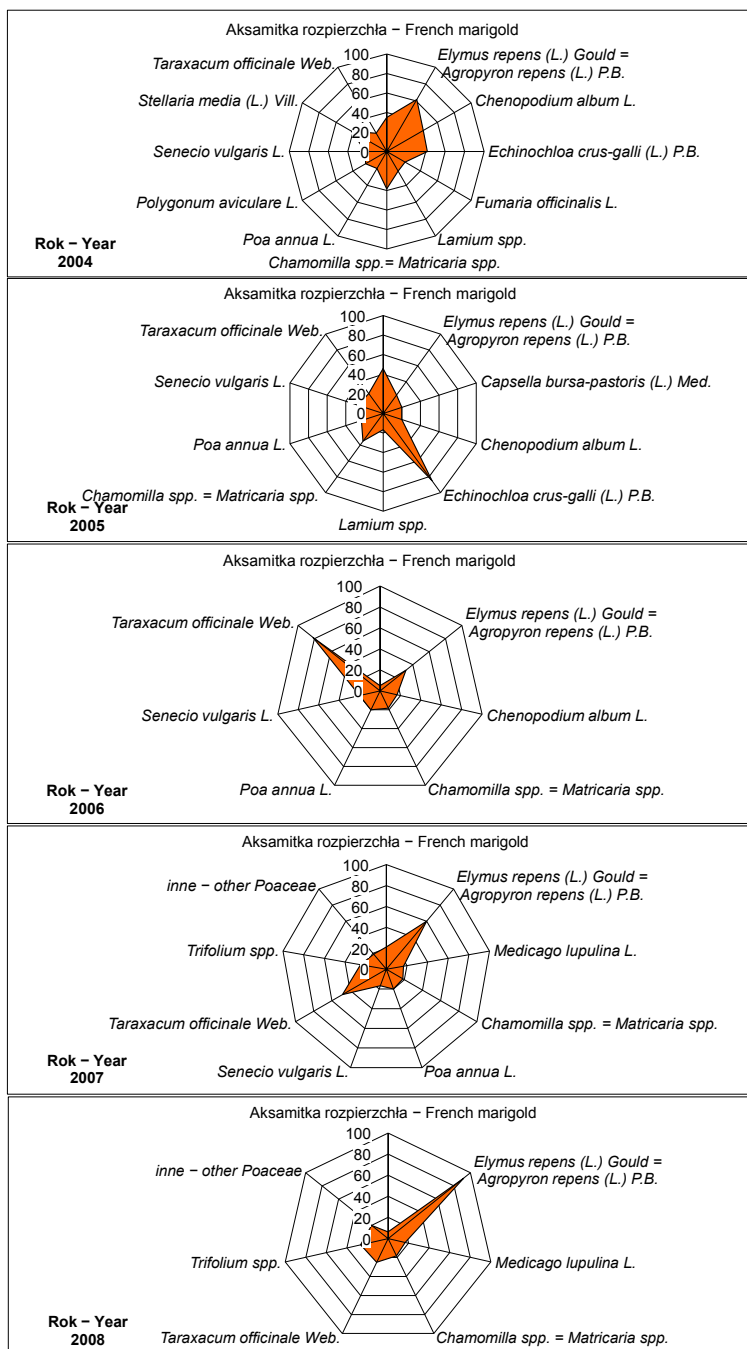 Aksamitka rozpierzchła − French marigold
100
80
60
40
20
0
Elymus repens (L.) Gould =
Agropyron repens (L.) P.B.
Chenopodium album L.
Echinochloa crus-galli (L.) P.B.
Fumaria officinalis L.
Lamium spp.
Chamomilla spp.= Matricaria spp.
Poa annua L.
Polygonum aviculare L.
Senecio vulgaris L.
Stellaria media (L.) Vill.
Taraxacum officinale Web.
Rok − Year
2004
Aksamitka rozpierzchła − French marigold
100
80
60
40
20
0
Elymus repens (L.) Gould =
Agropyron repens (L.) P.B.
Capsella bursa-pastoris (L.) Med.
Chenopodium album L.
Echinochloa crus-galli (L.) P.B.
Lamium spp.
Chamomilla spp. = Matricaria spp.
Poa annua L.
Senecio vulgaris L.
Taraxacum officinale Web.
Rok − Year
2005
Aksamitka rozpierzchła − French marigold
100
80
60
40
20
0
Elymus repens (L.) Gould =
Agropyron repens (L.) P.B.
Chenopodium album L.
Chamomilla spp. = Matricaria spp.
Poa annua L.
Senecio vulgaris L.
Taraxacum officinale Web.
Rok − Year
2006
Aksamitka rozpierzchła − French marigold
100
80
60
40
20
0
Elymus repens (L.) Gould =
Agropyron repens (L.) P.B.
Medicago lupulina L.
Chamomilla spp. = Matricaria spp.
Poa annua L.
Senecio vulgaris L.
Taraxacum officinale Web.
Trifolium spp.
inne − other Poaceae
Rok − Year
2007
Aksamitka rozpierzchła − French marigold
100
80
60
40
20
0
Elymus repens (L.) Gould =
Agropyron repens (L.) P.B.
Medicago lupulina L.
Chamomilla spp. = Matricaria spp.
Taraxacum officinale Web.
Trifolium spp.
inne − other Poaceae
Rok − Year
2008